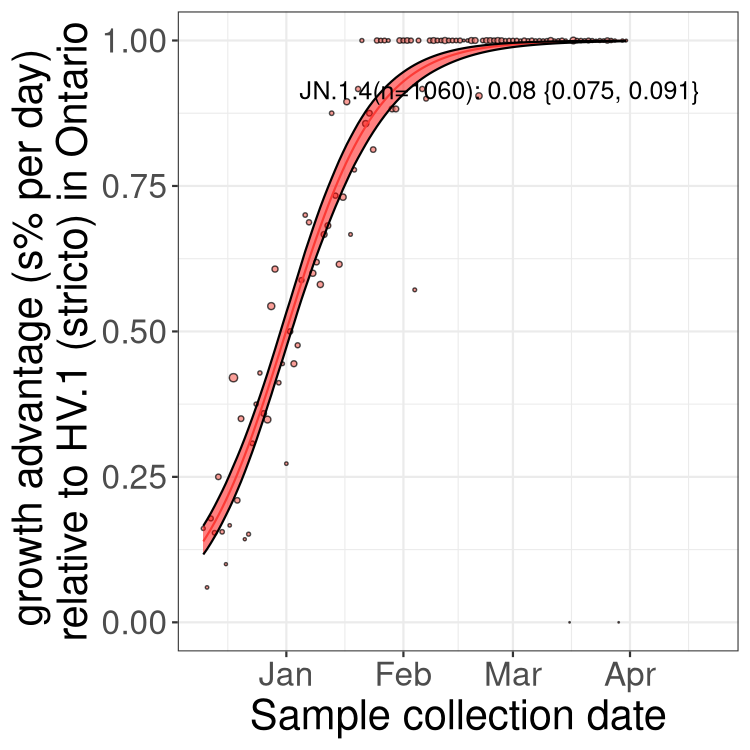 growth advantage (s% per day)
relative to HV.1 (stricto) in Ontario
1.00
0.75
0.50
0.25
0.00
JN.1.4(n=1060): 0.08 {0.075, 0.091}
Jan Feb Mar Apr
Sample collection date